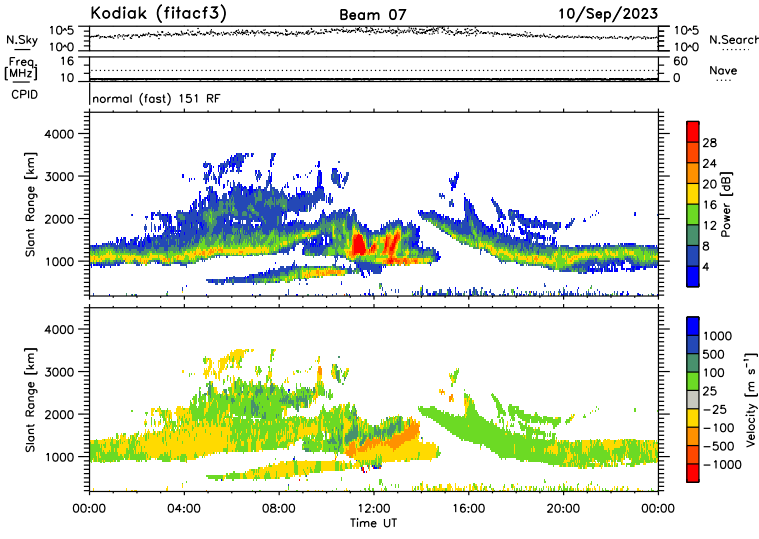 Kodiak (fitacf3) Beam 07 10/Sep/2023
N.Sky 10^5 10^0 10^5 10^0 N.Search
Freq. [MHz] 16 10 60 0 Nave
CPID normal (fast) 151 RF
Slant Range [km] 4000 3000 2000 1000
28 24 20 16 12 8 4 Power [dB]
Slant Range [km] 4000 3000 2000 1000
1000 500 100 25 −25 −100 −500 −1000 Velocity [m s⁻¹]
00:00 04:00 08:00 12:00 16:00 20:00 00:00
Time UT